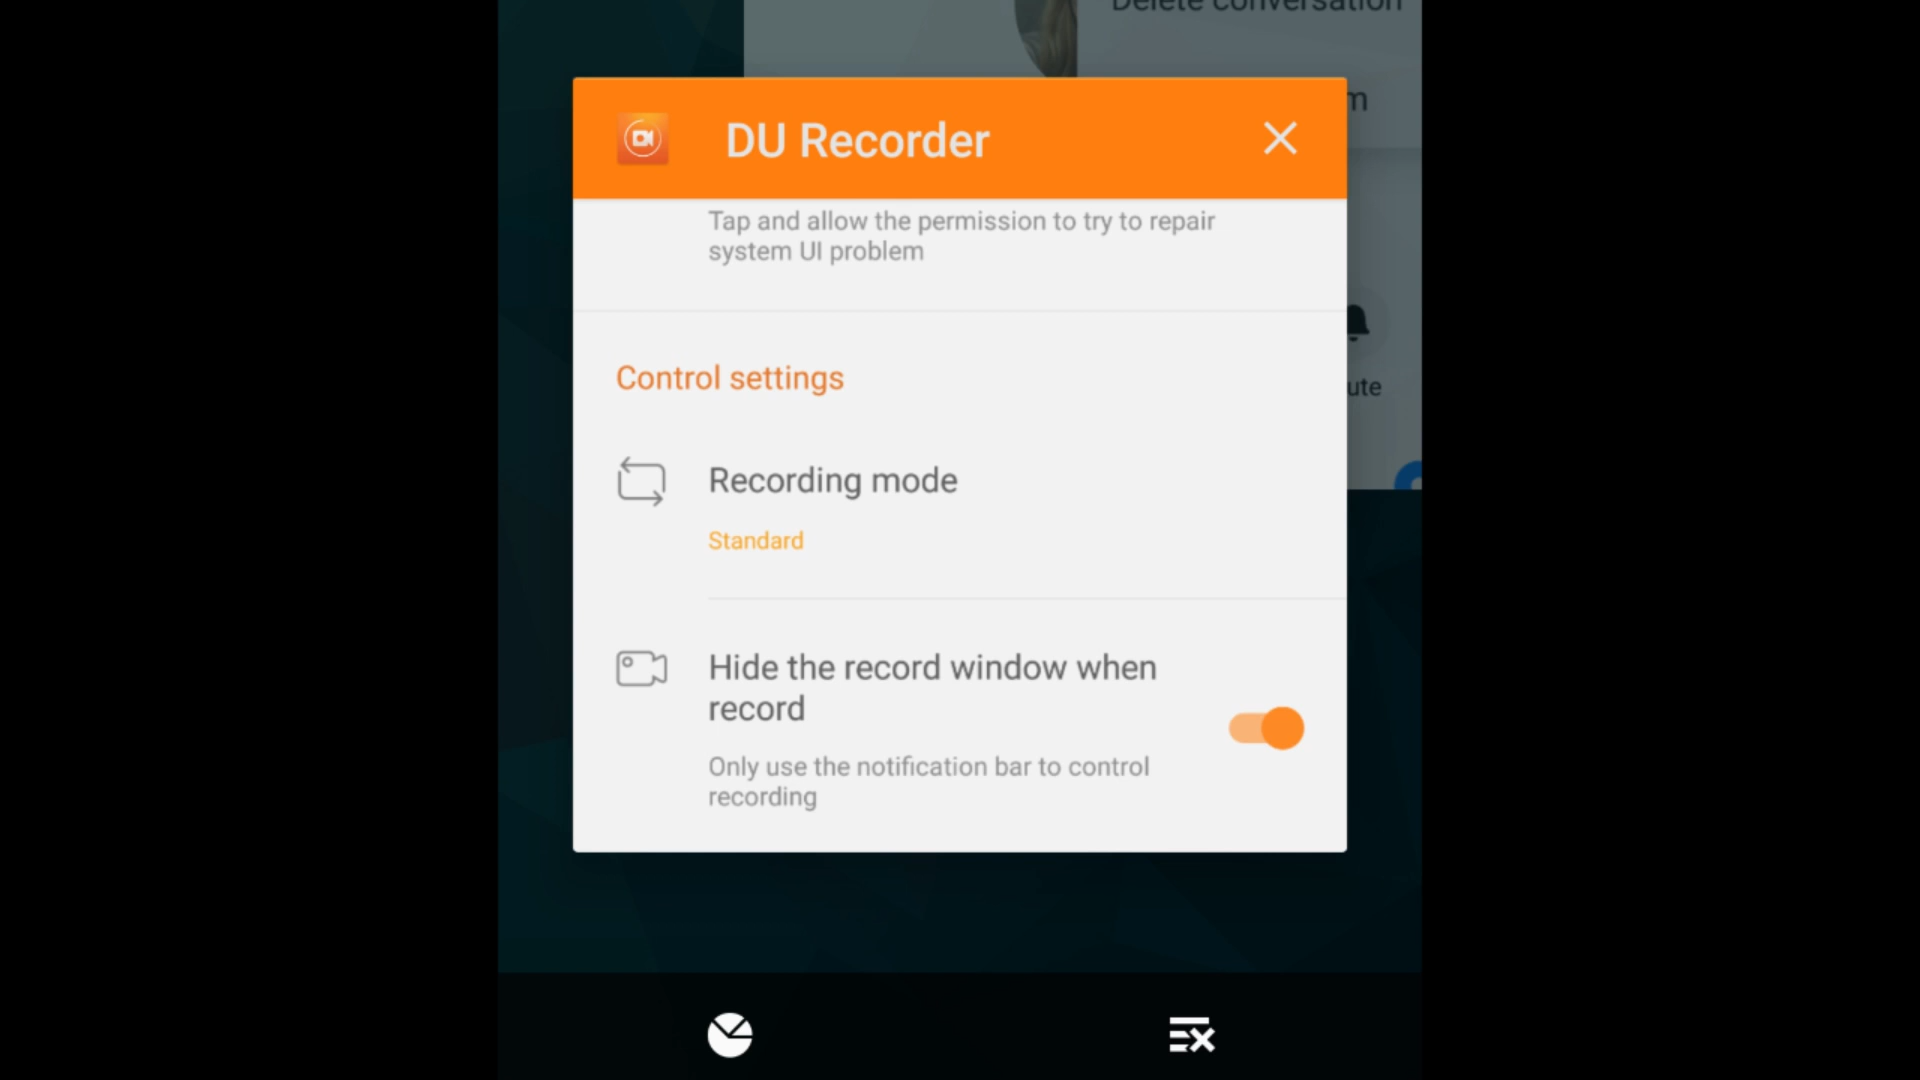 Delete conversation
m
DU Recorder
Tap and allow the permission to try to repair
system UI problem
Control settings
ute
Recording mode
Standard
Hide the record window when
record
Only use the notification bar to control
recording